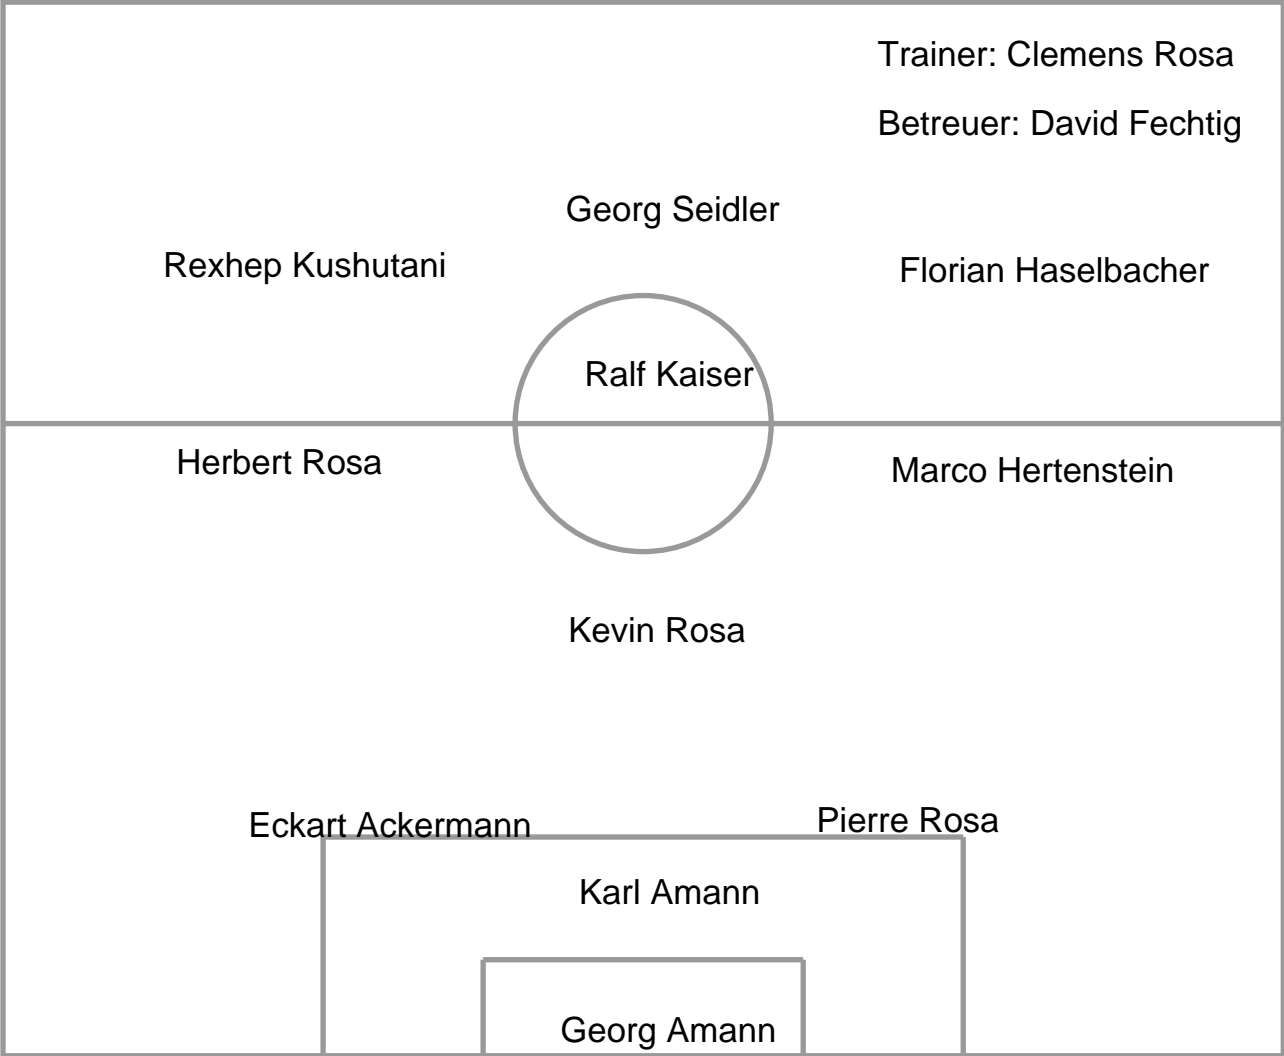 Trainer: Clemens Rosa
Betreuer: David Fechtig
Georg Seidler
Rexhep Kushutani
Florian Haselbacher
Ralf Kaiser
Herbert Rosa
Marco Hertenstein
Kevin Rosa
Eckart Ackermann
Pierre Rosa
Karl Amann
Georg Amann